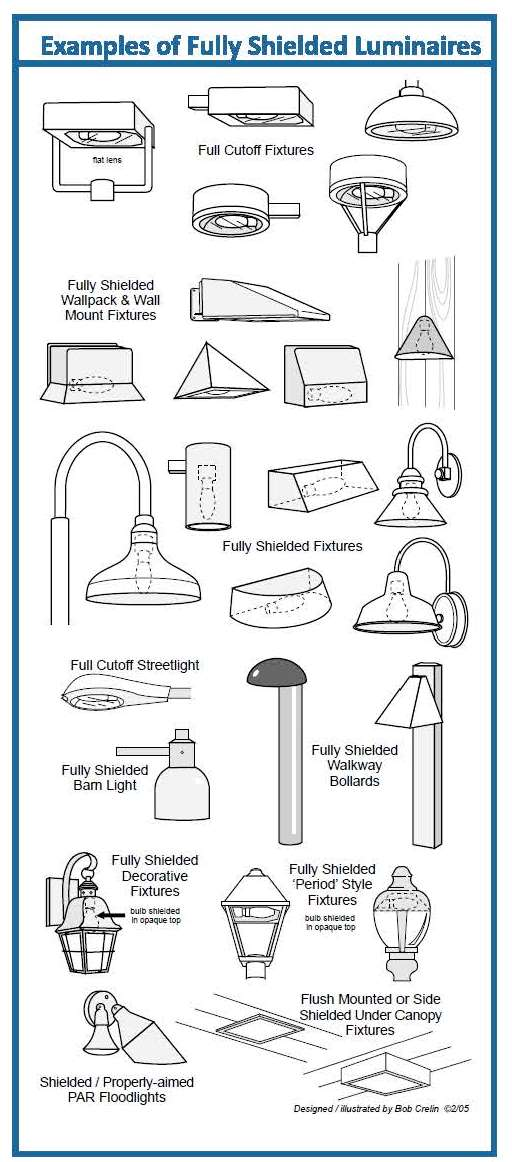 Examples of Fully Shielded Luminaires
flat lens
Full Cutoff Fixtures
Fully Shielded
Wallpack & Wall
Mount Fixtures
Fully Shielded Fixtures
Full Cutoff Streetlight
Fully Shielded
Barn Light
Fully Shielded
Walkway
Bollards
Fully Shielded
Decorative
Fixtures
bulb shielded
in opaque top
Fully Shielded
'Period' Style
Fixtures
bulb shielded
in opaque top
Flush Mounted or Side
Shielded Under Canopy
Fixtures
Shielded / Properly-aimed
PAR Floodlights
Designed / illustrated by Bob Crelin ©2/05